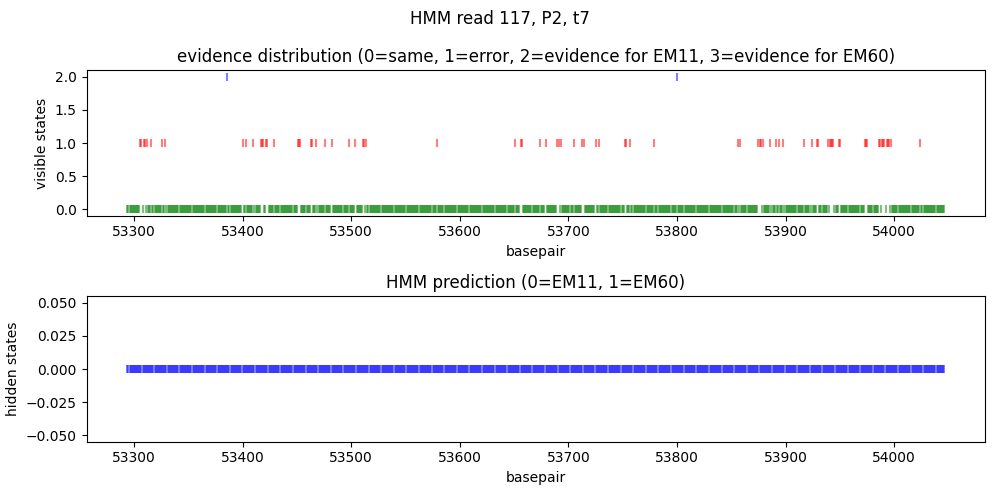 HMM read 117, P2, t7
evidence distribution (0=same, 1=error, 2=evidence for EM11, 3=evidence for EM60)
2.0
1.5
1.0
0.5
0.0
visible states
53300 53400 53500 53600 53700 53800 53900 54000
basepair
HMM prediction (0=EM11, 1=EM60)
0.050
0.025
0.000
−0.025
−0.050
hidden states
53300 53400 53500 53600 53700 53800 53900 54000
basepair